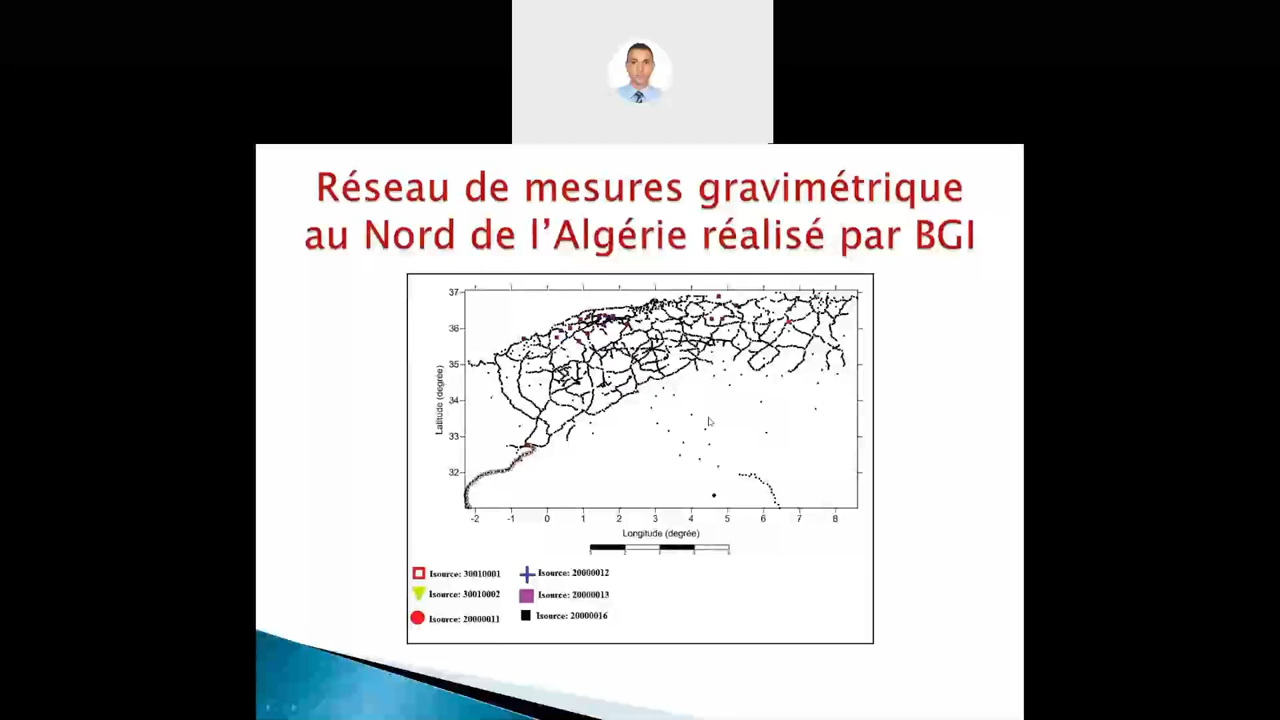 Réseau de mesures gravimétrique
au Nord de l’Algérie réalisé par BGI
37
36
35
34
33
32
Latitude (degrée)
-2 -1 0 1 2 3 4 5 6 7 8
Longitude (degrée)
Isource: 30010001
Isource: 20000012
Isource: 30010002
Isource: 20000013
Isource: 20000011
Isource: 20000016